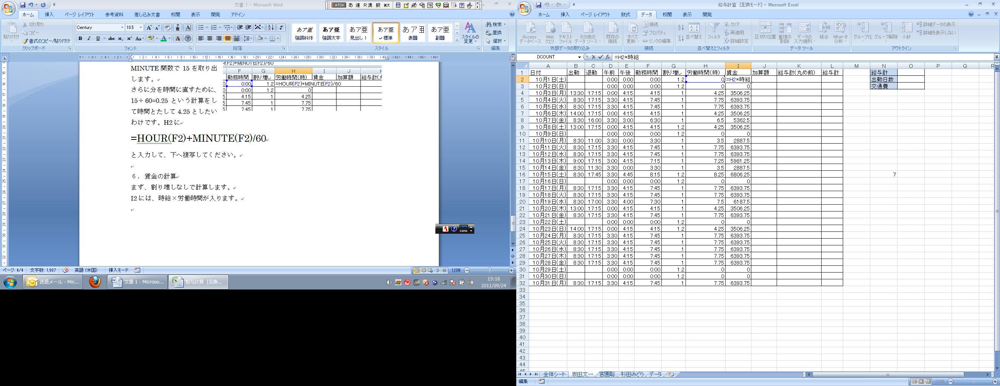 文書 1 - Microsoft Word
ATOK あ 連 R漢 般 英大
ホーム 挿入 ページ レイアウト 参考資料 差し込み文書 校閲 表示 開発 アドイン
貼り付け 切り取り コピー 書式のコピー/貼り付け クリップボード
Century 10.5 フォント
段落
あア亜 強調斜体 あア亜 強調太字 あア亜 見出し 1 あア亜 標準 あア亜 表題 あア亜 副題 スタイルの変更 スタイル
検索 置換 選択 編集
MINUTE 関数で 15 を取り出
します。
さらに分を時間に直すために、
15÷60=0.25 という計算をし
て時間とたして 4.25 としたい
わけです。H2 に
R(F2)+MINUTE(F2)/60
F G H I J
勤務時間 割り増し 労働時間(時) 賃金 加算額
0:00 1.2 =HOUR(F2)+MINUTE(F2)/60
0:00 1.2 0
4:15 1 4.25
7:45 1 7.75
7:45 1 7.75
=HOUR(F2)+MINUTE(F2)/60
と入力して、下へ複写してください。
6．賃金の計算
まず、割り増しなしで計算します。
I2 には、時給×労働時間が入ります。
CAPS KANA
ページ: 4/4 文字数: 1,987 英語 (米国) 挿入モード 120%
迷惑メール - Mic... 文書 1 - Microso... 給与計算 [互換... 15:18 2011/09/24
給与計算 [互換モード] - Microsoft Excel
ホーム 挿入 ページ レイアウト 数式 データ 校閲 表示 開発
Access データベース Web クエリ テキスト ファイル その他の データ ソース 既存の接続 外部データの取り込み
すべて更新 接続 プロパティ リンクの編集 接続
並べ替え フィルタ クリア 再適用 詳細設定 並べ替えとフィルタ
区切り位置 重複の削除 データの入力規則 統合 What-If 分析 データ ツール
グループ化 グループ解除 小計 詳細データの表示 詳細を表示しない アウトライン
DCOUNT =H2*時給
A B C D E F G H I J K L M N O P Q R
1 日付 出勤 退勤 午前 午後 勤務時間 割り増し 労働時間(時) 賃金 加算額 給与計(丸め前) 給与計 給与計
2 10月1日(土) 0:00 0:00 0:00 1.2 0 =H2*時給 出勤日数
3 10月2日(日) 0:00 0:00 0:00 1.2 0 0 交通費
4 10月3日(月) 13:30 17:15 0:00 4:15 4:15 1 4.25 3506.25
5 10月4日(火) 8:30 17:15 3:30 4:15 7:45 1 7.75 6393.75
6 10月5日(水) 8:30 17:15 3:30 4:15 7:45 1 7.75 6393.75
7 10月6日(木) 14:00 17:15 0:00 4:15 4:15 1 4.25 3506.25
8 10月7日(金) 8:30 16:00 3:30 3:00 6:30 1 6.5 5362.5
9 10月8日(土) 13:00 17:15 0:00 4:15 4:15 1.2 4.25 3506.25
10 10月9日(日) 0:00 0:00 0:00 1.2 0 0
11 10月10日(月) 8:30 11:00 3:30 0:00 3:30 1 3.5 2887.5
12 10月11日(火) 8:30 17:15 3:30 4:15 7:45 1 7.75 6393.75
13 10月12日(水) 8:30 17:15 3:30 4:15 7:45 1 7.75 6393.75
14 10月13日(木) 9:00 17:15 3:00 4:15 7:15 1 7.25 5981.25
15 10月14日(金) 8:30 11:30 3:30 0:00 3:30 1 3.5 2887.5
16 10月15日(土) 8:30 17:45 3:30 4:45 8:15 1.2 8.25 6806.25 7
17 10月16日(日) 0:00 0:00 0:00 1.2 0 0
18 10月17日(月) 8:30 17:15 3:30 4:15 7:45 1 7.75 6393.75
19 10月18日(火) 8:30 17:15 3:30 4:15 7:45 1 7.75 6393.75
20 10月19日(水) 8:30 17:00 3:30 4:00 7:30 1 7.5 6187.5
21 10月20日(木) 13:00 17:15 0:00 4:15 4:15 1 4.25 3506.25
22 10月21日(金) 8:30 17:15 3:30 4:15 7:45 1 7.75 6393.75
23 10月22日(土) 0:00 0:00 0:00 1.2 0 0
24 10月23日(日) 14:00 17:15 0:00 4:15 4:15 1.2 4.25 3506.25
25 10月24日(月) 8:30 17:15 3:30 4:15 7:45 1 7.75 6393.75
26 10月25日(火) 8:30 17:15 3:30 4:15 7:45 1 7.75 6393.75
27 10月26日(水) 8:30 17:15 3:30 4:15 7:45 1 7.75 6393.75
28 10月27日(木) 8:30 17:15 3:30 4:15 7:45 1 7.75 6393.75
29 10月28日(金) 8:30 17:15 3:30 4:15 7:45 1 7.75 6393.75
30 10月29日(土) 0:00 0:00 0:00 1.2 0 0
31 10月30日(日) 0:00 0:00 0:00 1.2 0 0
32 10月31日(月) 8:30 17:15 3:30 4:15 7:45 1 7.75 6393.75
33
34
35
36
37
38
39
40
41
42
43
44
全体シート 坂田文一 宮園聡 杉田みどり データ
編集 100%